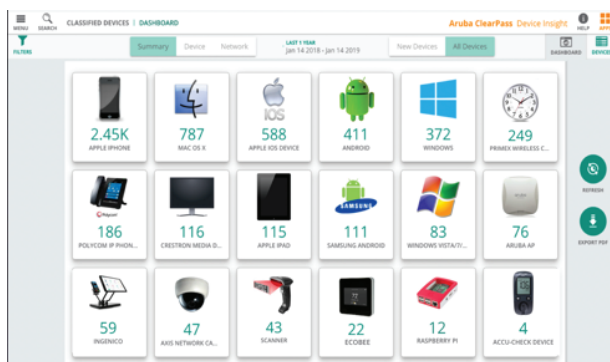 MENU
SEARCH
CLASSIFIED DEVICES | DASHBOARD
Aruba ClearPass Device Insight
HELP
APPS
FILTERS
Summary
Device
Network
LAST 1 YEAR
Jan 14 2018 - Jan 14 2019
New Devices
All Devices
DASHBOARD
DEVICES
2.45K
APPLE IPHONE
787
MAC OS X
iOS
588
APPLE IOS DEVICE
411
ANDROID
372
WINDOWS
249
PRIMEX WIRELESS C...
Polycom
186
POLYCOM IP PHON...
116
CRESTRON MEDIA D...
115
APPLE IPAD
SAMSUNG
111
SAMSUNG ANDROID
83
WINDOWS VISTA/7/...
76
ARUBA AP
REFRESH
EXPORT PDF
59
INGENICO
47
AXIS NETWORK CA...
43
SCANNER
22
ECOBEE
12
RASPBERRY PI
4
ACCU-CHECK DEVICE